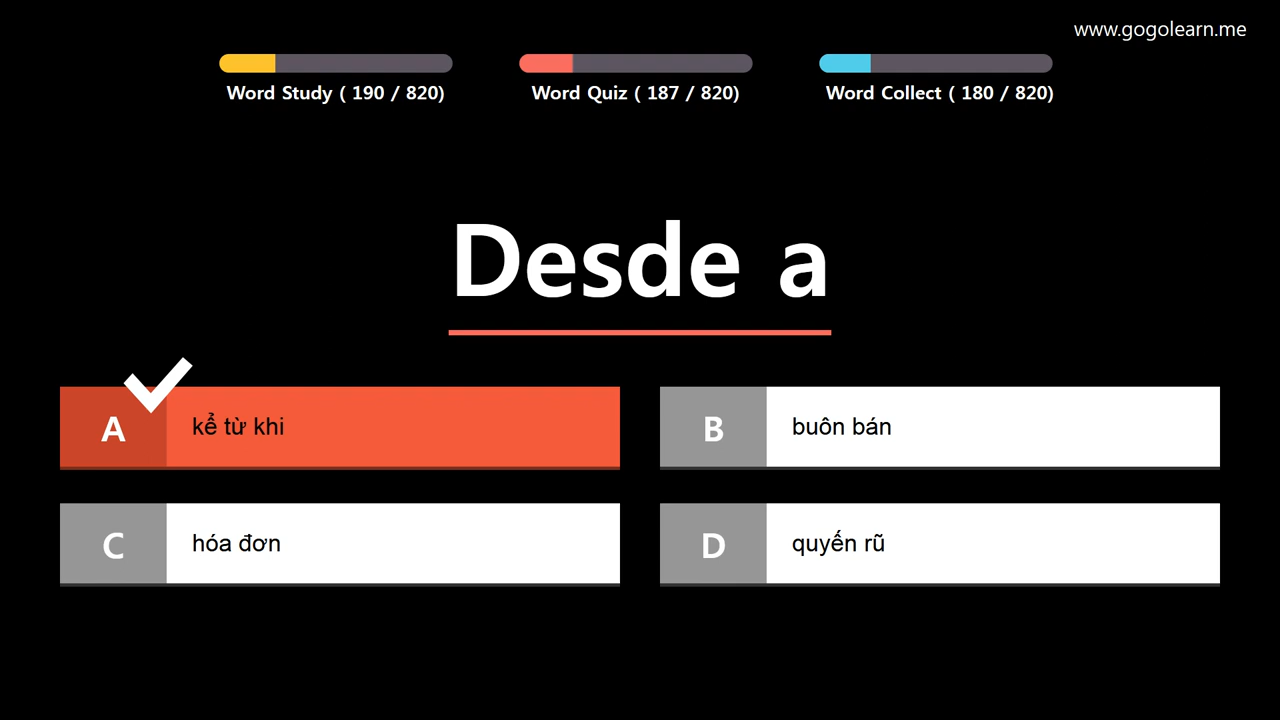 www.gogolearn.me
Word Study ( 190 / 820)
Word Quiz ( 187 / 820)
Word Collect ( 180 / 820)
Desde a
A
kể từ khi
B
buôn bán
C
hóa đơn
D
quyến rũ